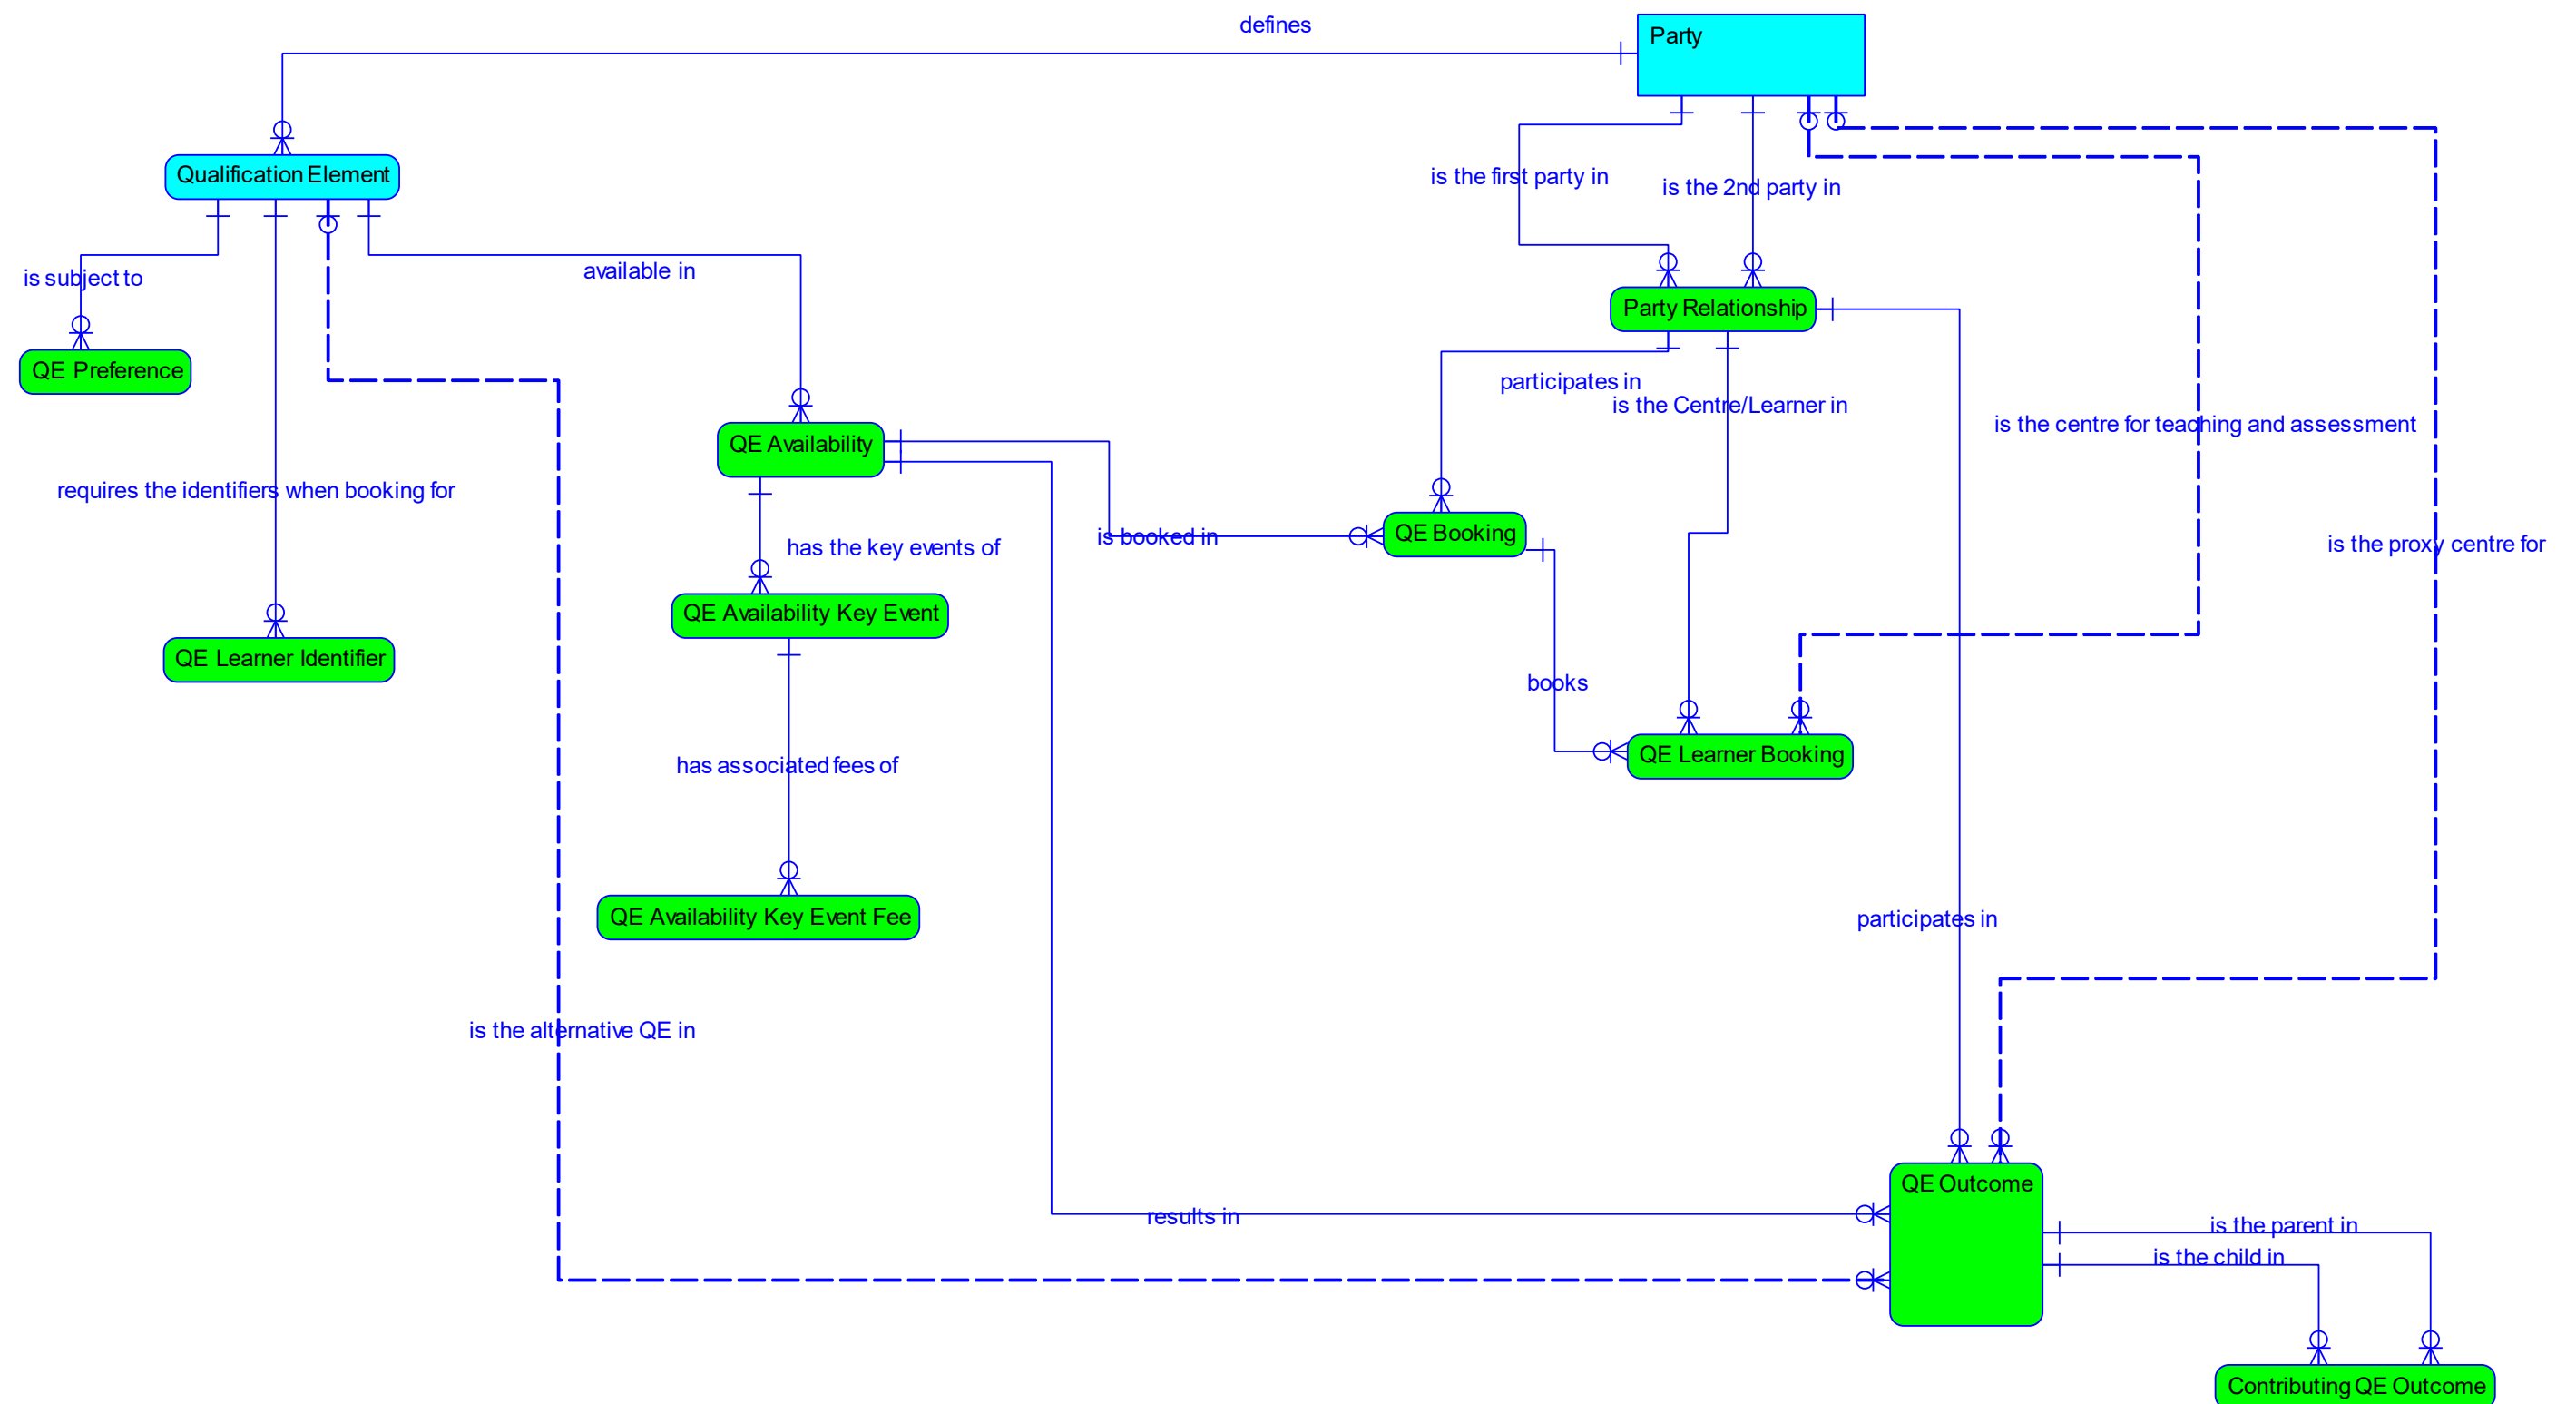 defines
Party
Qualification Element
is the first party in
is the 2nd party in
is subject to
available in
Party Relationship
QE Preference
participates in
is the Centre/Learner in
is the centre for teaching and assessment
QE Availability
requires the identifiers when booking for
is booked in
QE Booking
has the key events of
is the proxy centre for
QE Availability Key Event
QE Learner Identifier
books
QE Learner Booking
has associated fees of
QE Availability Key Event Fee
participates in
is the alternative QE in
QE Outcome
results in
is the parent in
is the child in
Contributing QE Outcome